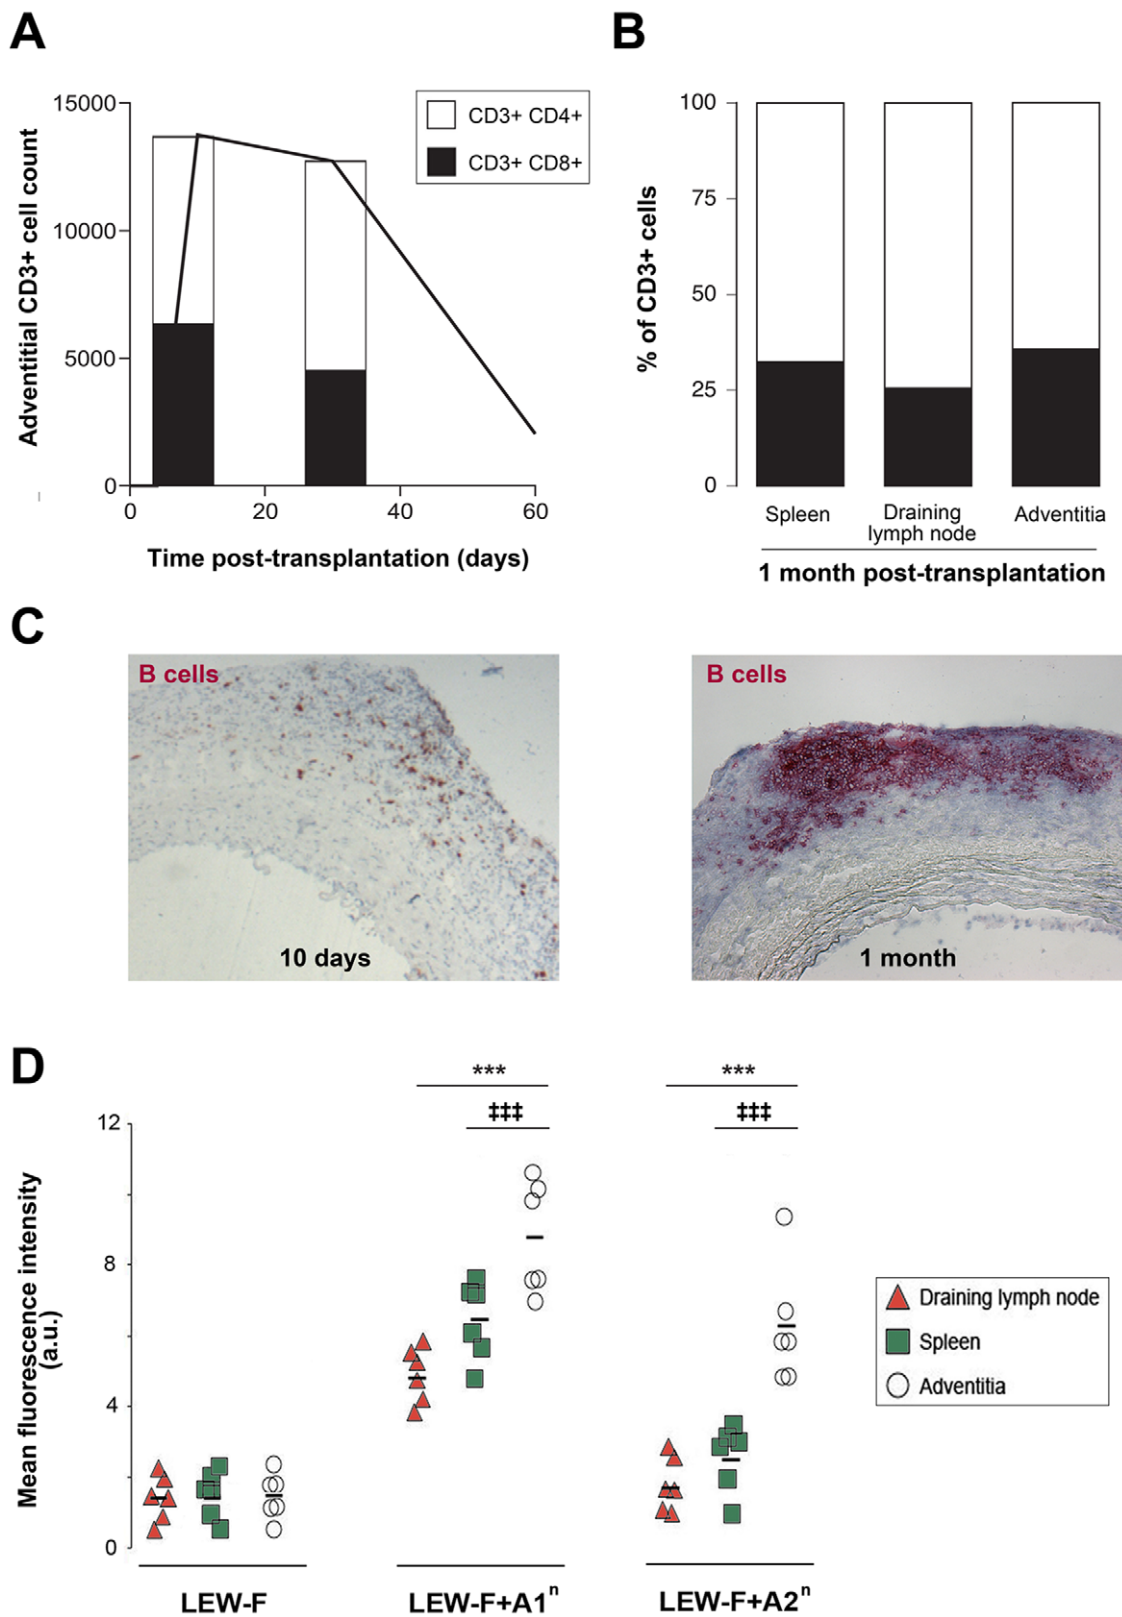 A
B
15000
10000
5000
0
Adventitial CD3+ cell count
CD3+ CD4+
CD3+ CD8+
0 20 40 60
Time post-transplantation (days)
100
75
50
25
0
% of CD3+ cells
Spleen
Draining
lymph node
Adventitia
1 month post-transplantation
C
B cells
10 days
B cells
1 month
D
***
‡‡‡
***
‡‡‡
12
8
4
0
Mean fluorescence intensity
(a.u.)
Draining lymph node
Spleen
Adventitia
LEW-F
LEW-F+A1ⁿ
LEW-F+A2ⁿ